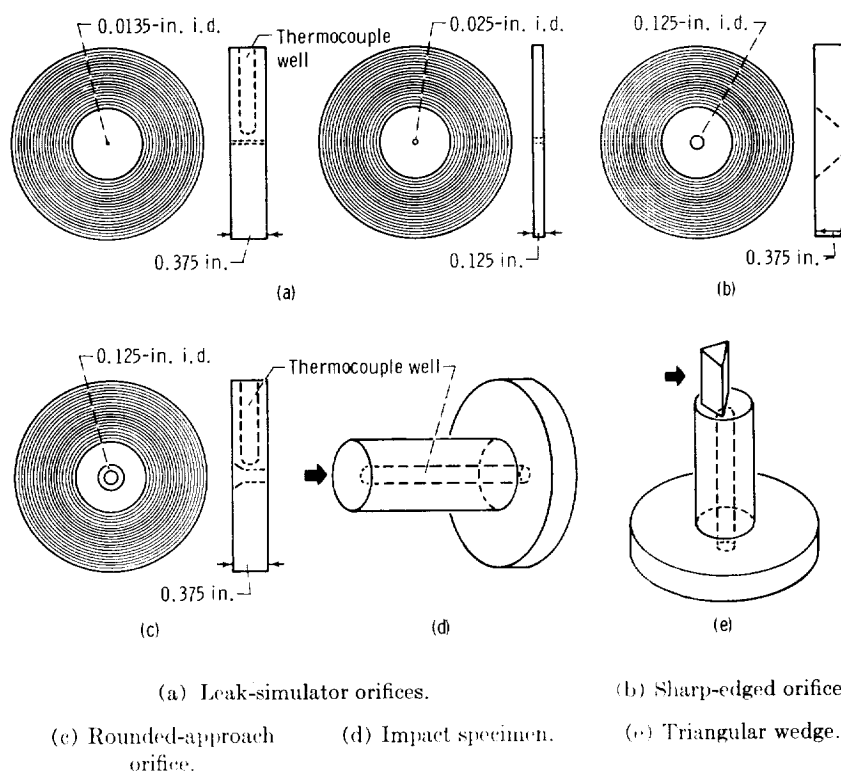 0.0135-in. i.d.
Thermocouple
well
0.025-in. i.d.
0.125-in. i.d.
0.375 in.
0.125 in.
0.375 in.
(a)
(b)
0.125-in. i.d.
Thermocouple well
0.375 in.
(c)
(d)
(e)
(a) Leak-simulator orifices.
(b) Sharp-edged orifice
(c) Rounded-approach
orifice.
(d) Impact specimen.
(e) Triangular wedge.